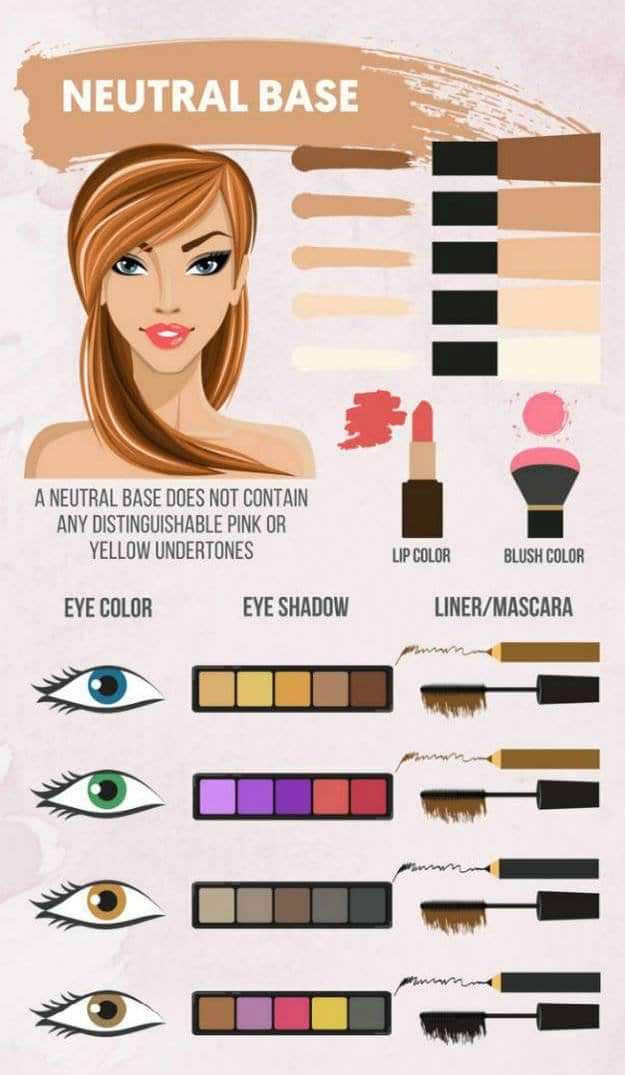 NEUTRAL BASE
A NEUTRAL BASE DOES NOT CONTAIN
ANY DISTINGUISHABLE PINK OR
YELLOW UNDERTONES
LIP COLOR
BLUSH COLOR
EYE COLOR
EYE SHADOW
LINER/MASCARA